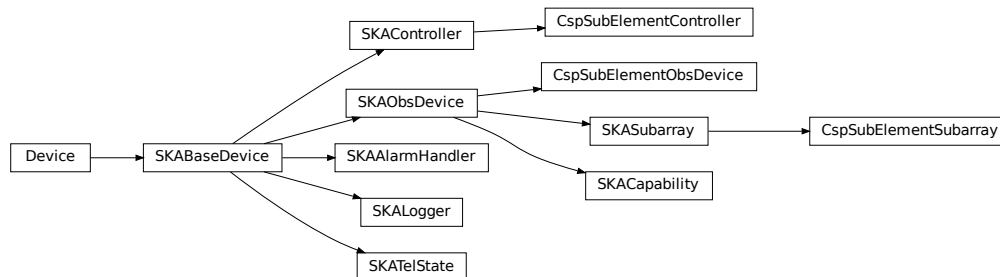 SKAController
CspSubElementController
CspSubElementObsDevice
SKAObsDevice
SKASubarray
CspSubElementSubarray
Device
SKABaseDevice
SKAAlarmHandler
SKACapability
SKALogger
SKATelState